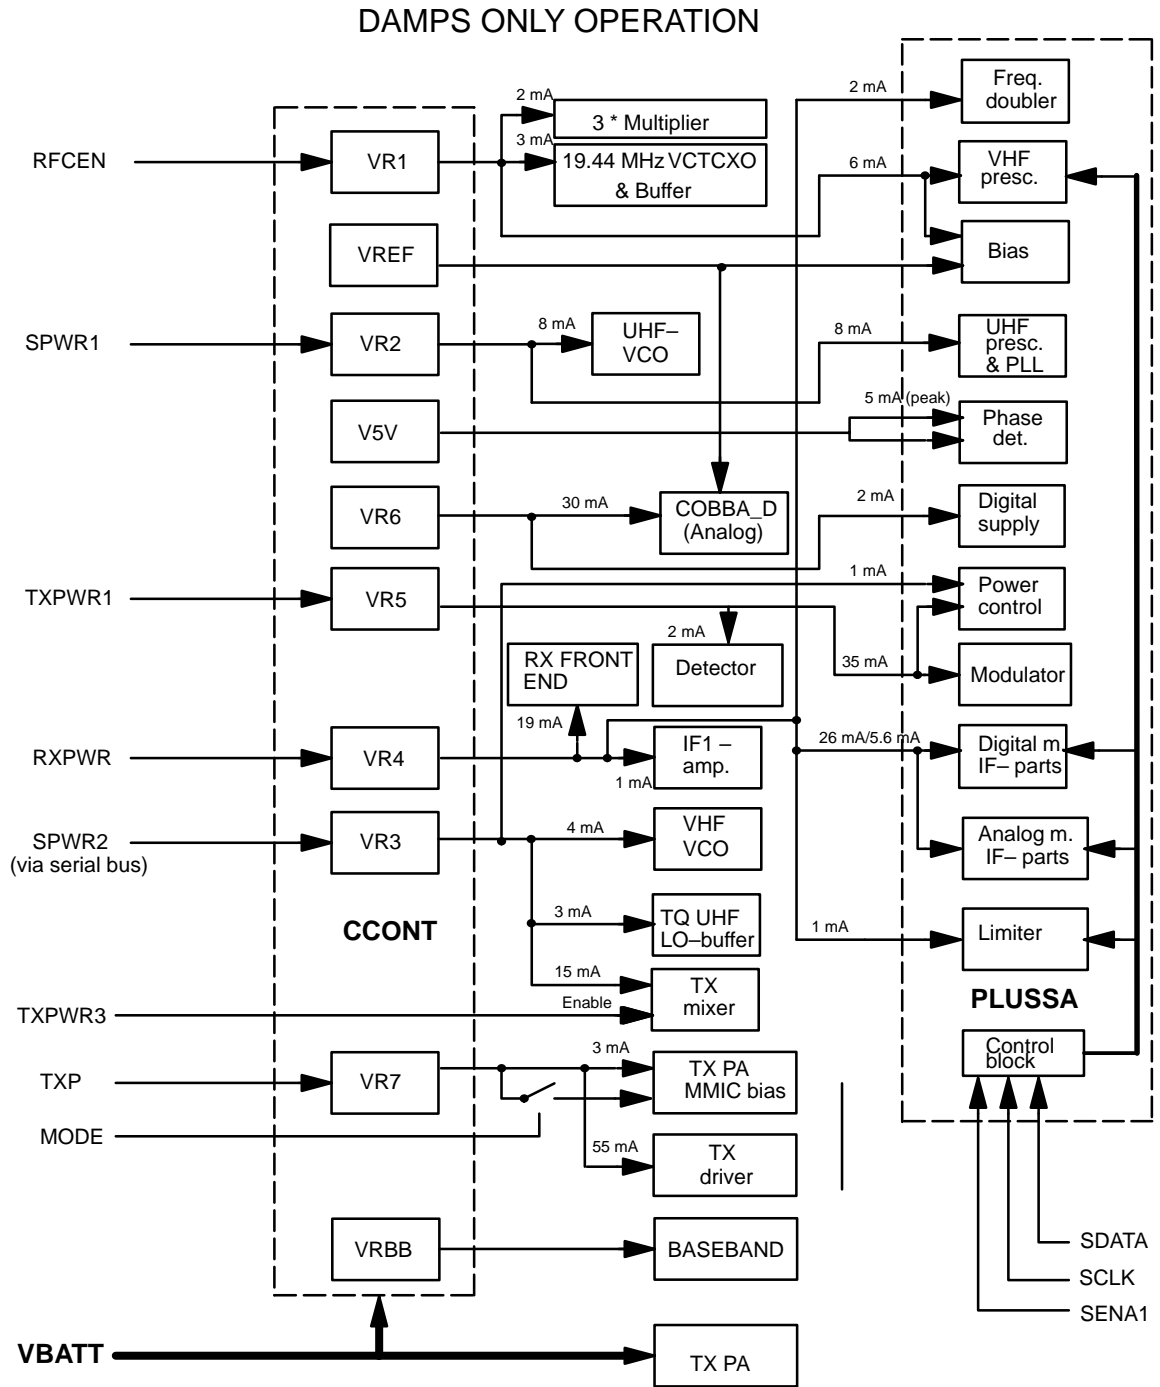 DAMPS ONLY OPERATION
2 mA
Freq.
doubler
2 mA
3 * Multiplier
3 mA
RFCEN
VR1
19.44 MHz VCTCXO
& Buffer
6 mA
VHF
presc.
VREF
Bias
SPWR1
VR2
8 mA
UHF–
VCO
8 mA
UHF
presc.
& PLL
V5V
5 mA (peak)
Phase
det.
VR6
30 mA
COBBA_D
(Analog)
2 mA
Digital
supply
TXPWR1
VR5
1 mA
Power
control
2 mA
Detector
RX FRONT
END
35 mA
Modulator
19 mA
RXPWR
VR4
IF1 –
amp.
1 mA
26 mA/5.6 mA
Digital m.
IF– parts
SPWR2
(via serial bus)
VR3
4 mA
VHF
VCO
Analog m.
IF– parts
CCONT
3 mA
TQ UHF
LO–buffer
1 mA
Limiter
15 mA
Enable
TX
mixer
PLUSSA
TXPWR3
Control
block
TXP
VR7
3 mA
TX PA
MMIC bias
MODE
55 mA
TX
driver
VRBB
BASEBAND
SDATA
SCLK
SENA1
VBATT
TX PA